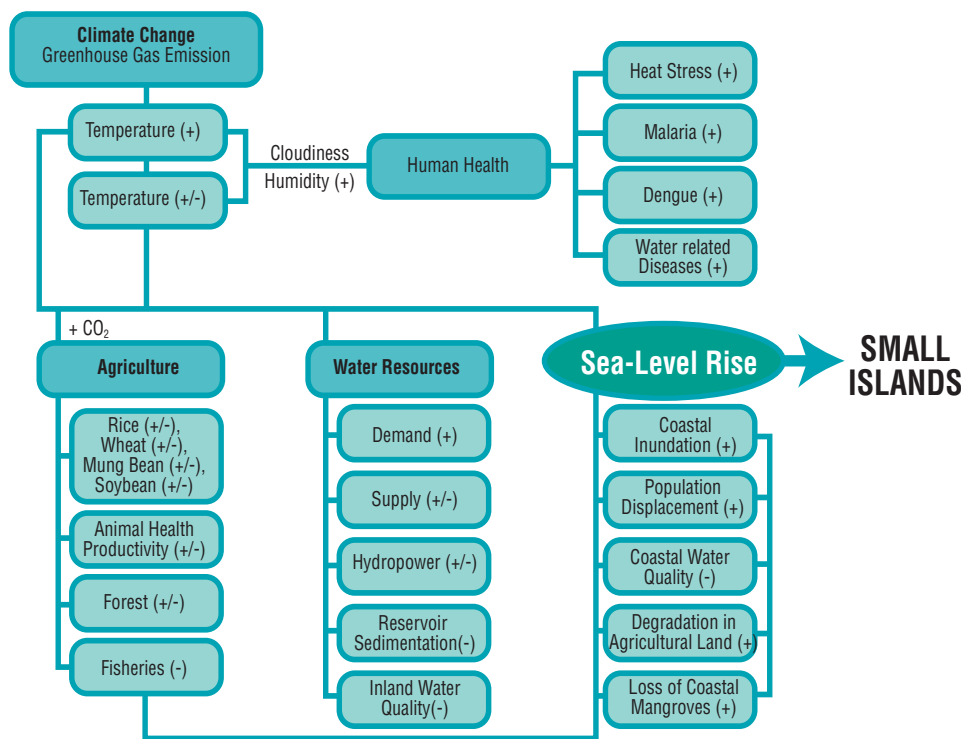 Climate Change
Greenhouse Gas Emission
Temperature (+)
Temperature (+/-)
Cloudiness
Humidity (+)
Human Health
Heat Stress (+)
Malaria (+)
Dengue (+)
Water related
Diseases (+)
+ CO₂
Agriculture
Rice (+/-),
Wheat (+/-),
Mung Bean (+/-),
Soybean (+/-)
Animal Health
Productivity (+/-)
Forest (+/-)
Fisheries (-)
Water Resources
Demand (+)
Supply (+/-)
Hydropower (+/-)
Reservoir
Sedimentation(-)
Inland Water
Quality(-)
Sea-Level Rise
SMALL
ISLANDS
Coastal
Inundation (+)
Population
Displacement (+)
Coastal Water
Quality (-)
Degradation in
Agricultural Land (+)
Loss of Coastal
Mangroves (+)